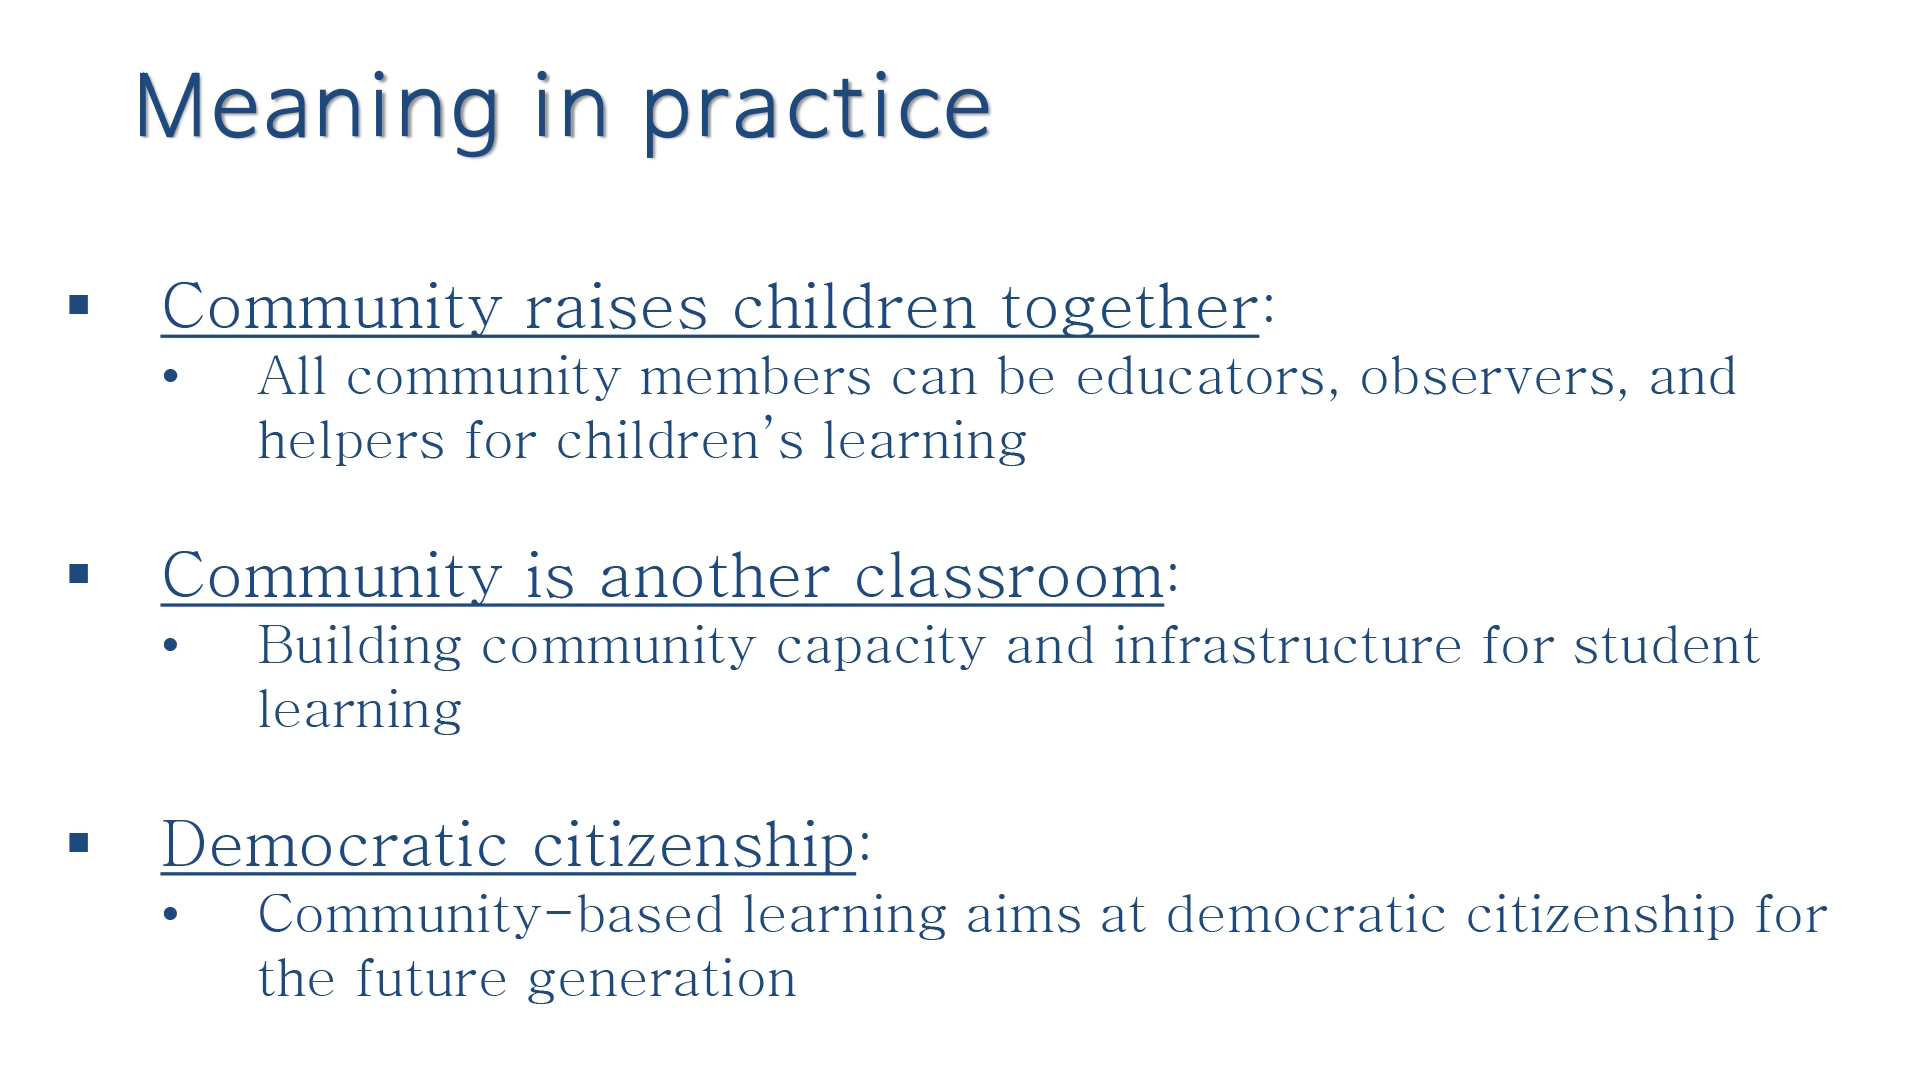 Meaning in practice
▪ Community raises children together:
• All community members can be educators, observers, and
helpers for children’s learning
▪ Community is another classroom:
• Building community capacity and infrastructure for student
learning
▪ Democratic citizenship:
• Community-based learning aims at democratic citizenship for
the future generation